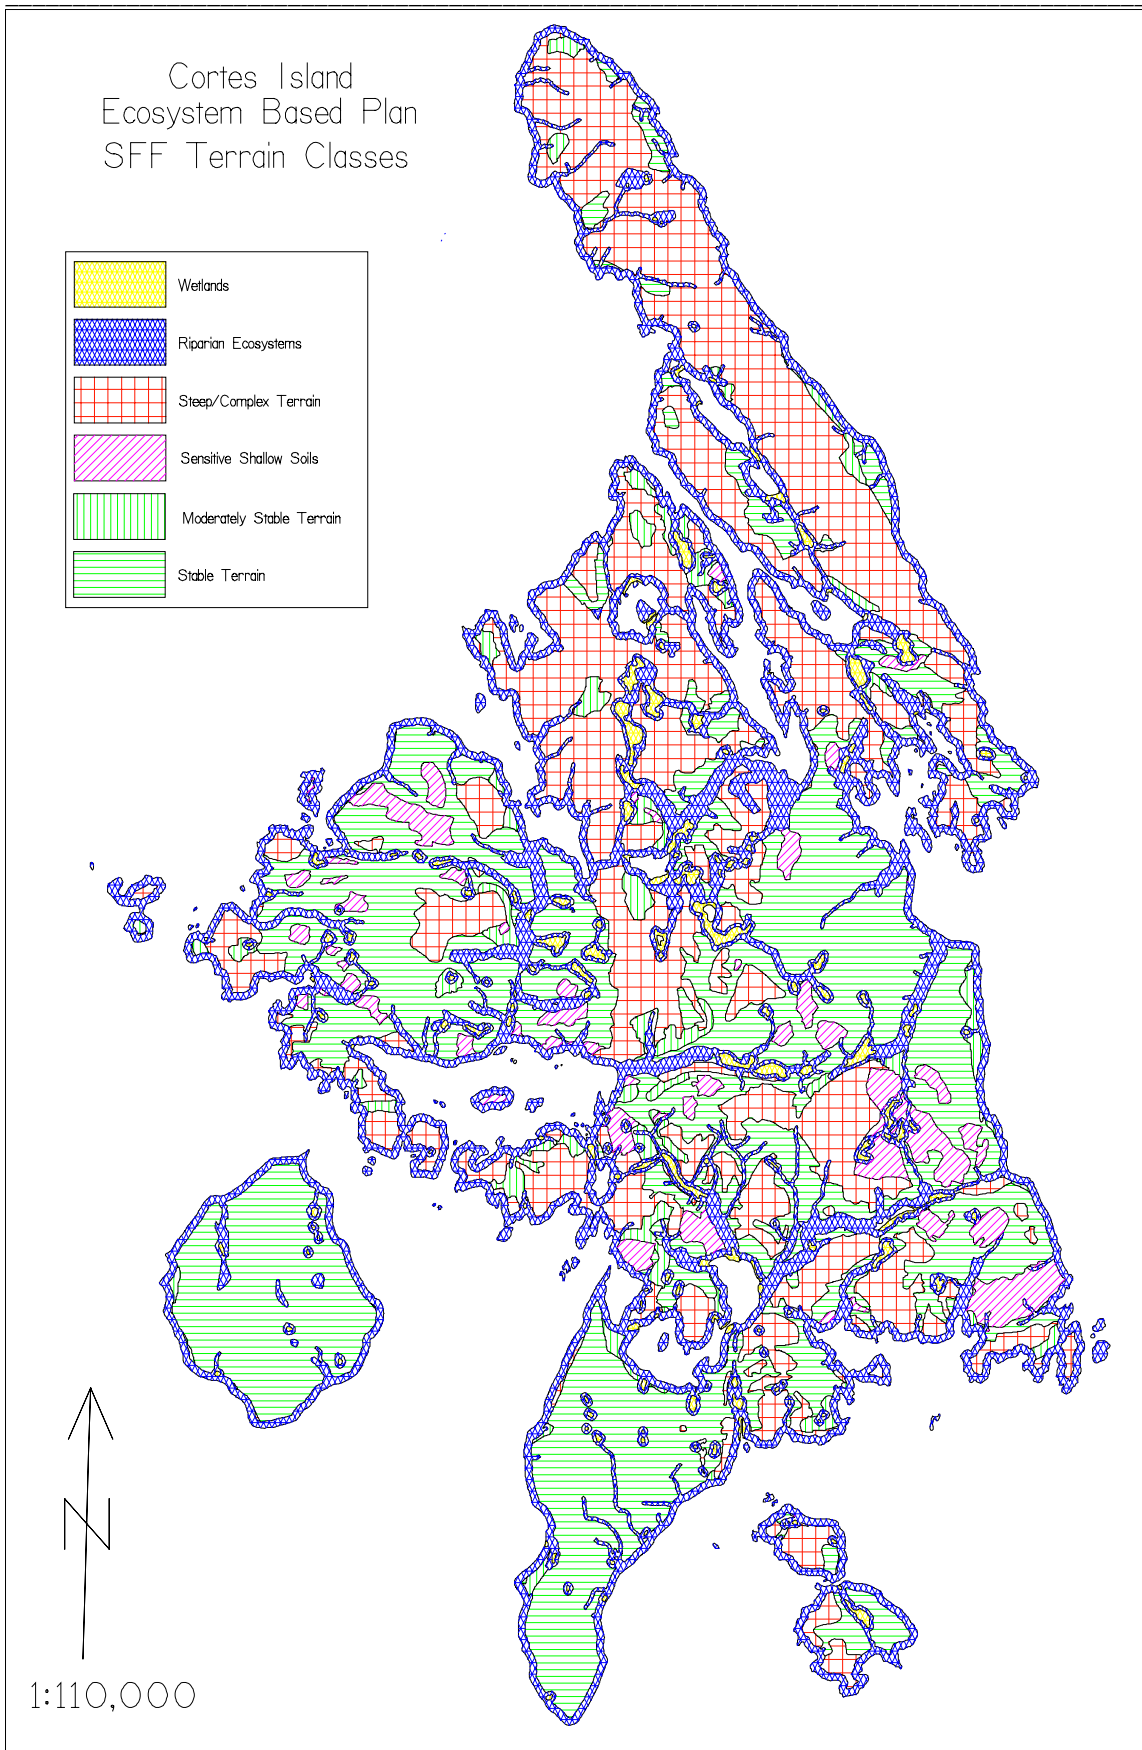 Cortes Island
Ecosystem Based Plan
SFF Terrain Classes
Wetlands
Riparian Ecosystems
Steep/Complex Terrain
Sensitive Shallow Soils
Moderately Stable Terrain
Stable Terrain
N
1:110,000